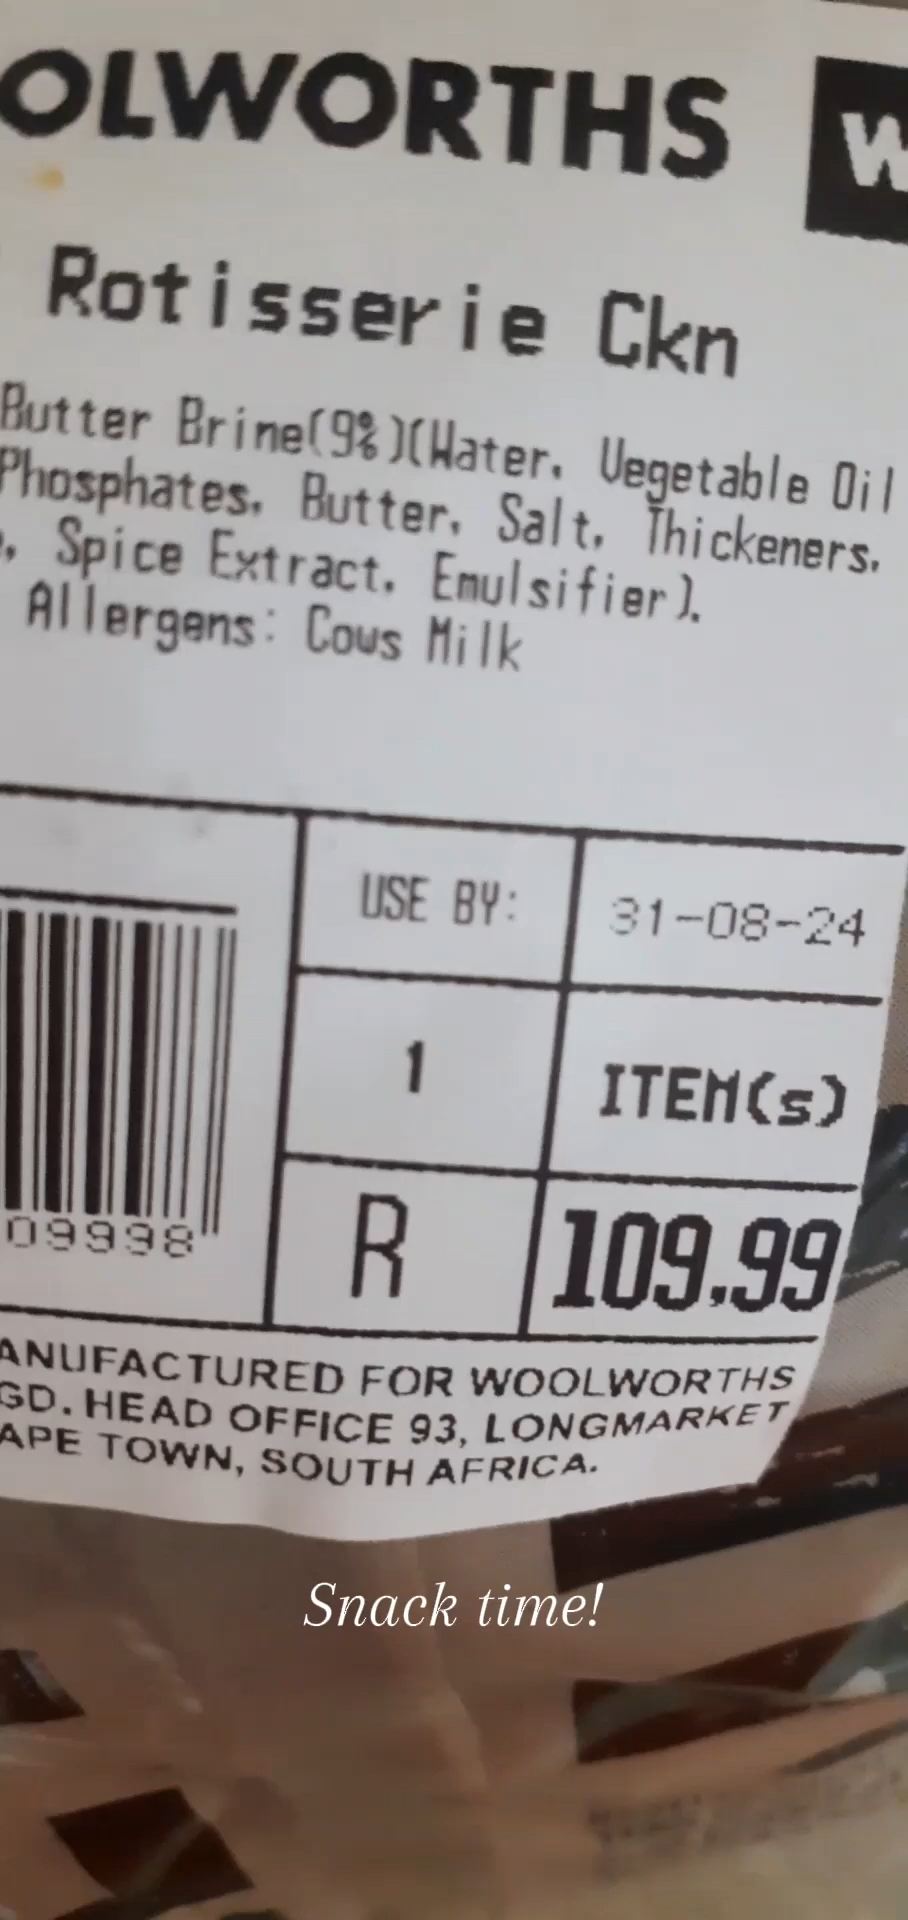 OLWORTHS W
Rotisserie Ckn
Butter Brine(9%)(Water. Vegetable Oil
Phosphates. Butter. Salt. Thickeners.
. Spice Extract. Emulsifier).
Allergens: Cows Milk
USE BY: 31-08-24
1 ITEM(s)
09998
R 109.99
ANUFACTURED FOR WOOLWORTHS
GD. HEAD OFFICE 93, LONGMARKET
APE TOWN, SOUTH AFRICA.
Snack time!